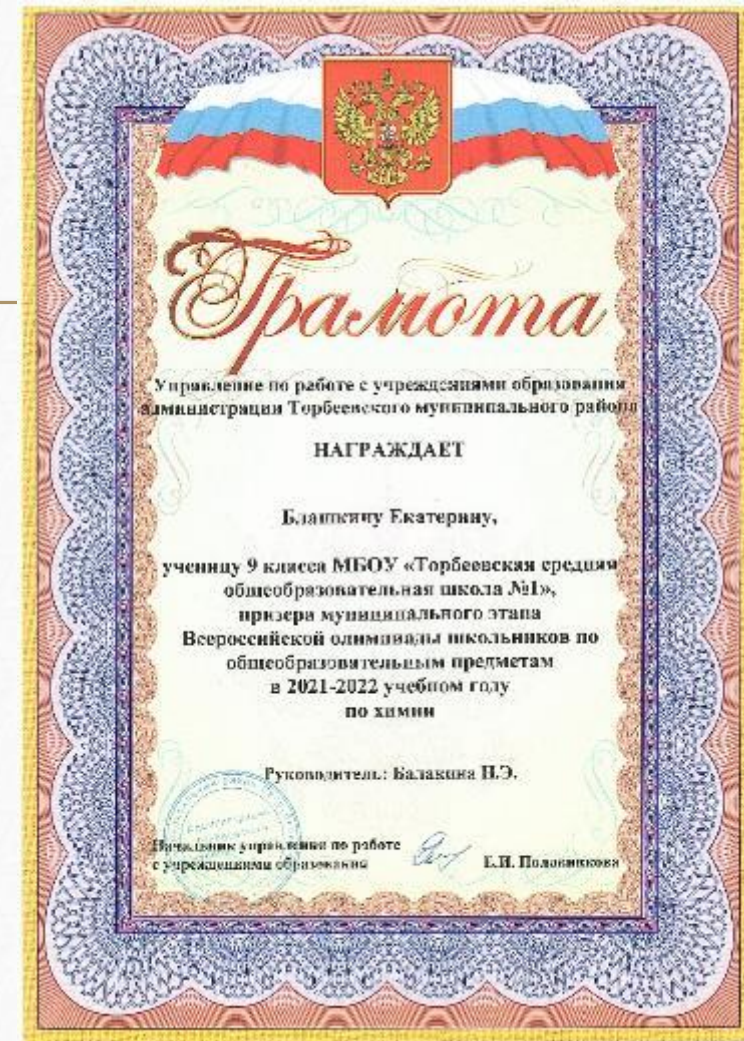 Грамота
Управление по работе с учреждениями образования
администрации Торбеевского муниципального района
НАГРАЖДАЕТ
Блашкину Екатерину,
ученицу 9 класса МБОУ «Торбеевская средняя
общеобразовательная школа №1»,
призера муниципального этапа
Всероссийской олимпиады школьников по
общеобразовательным предметам
в 2021-2022 учебном году
по химии
Руководитель: Балакина Н.Э.
Начальник управления по работе
с учреждениями образования Е.И. Половинкова